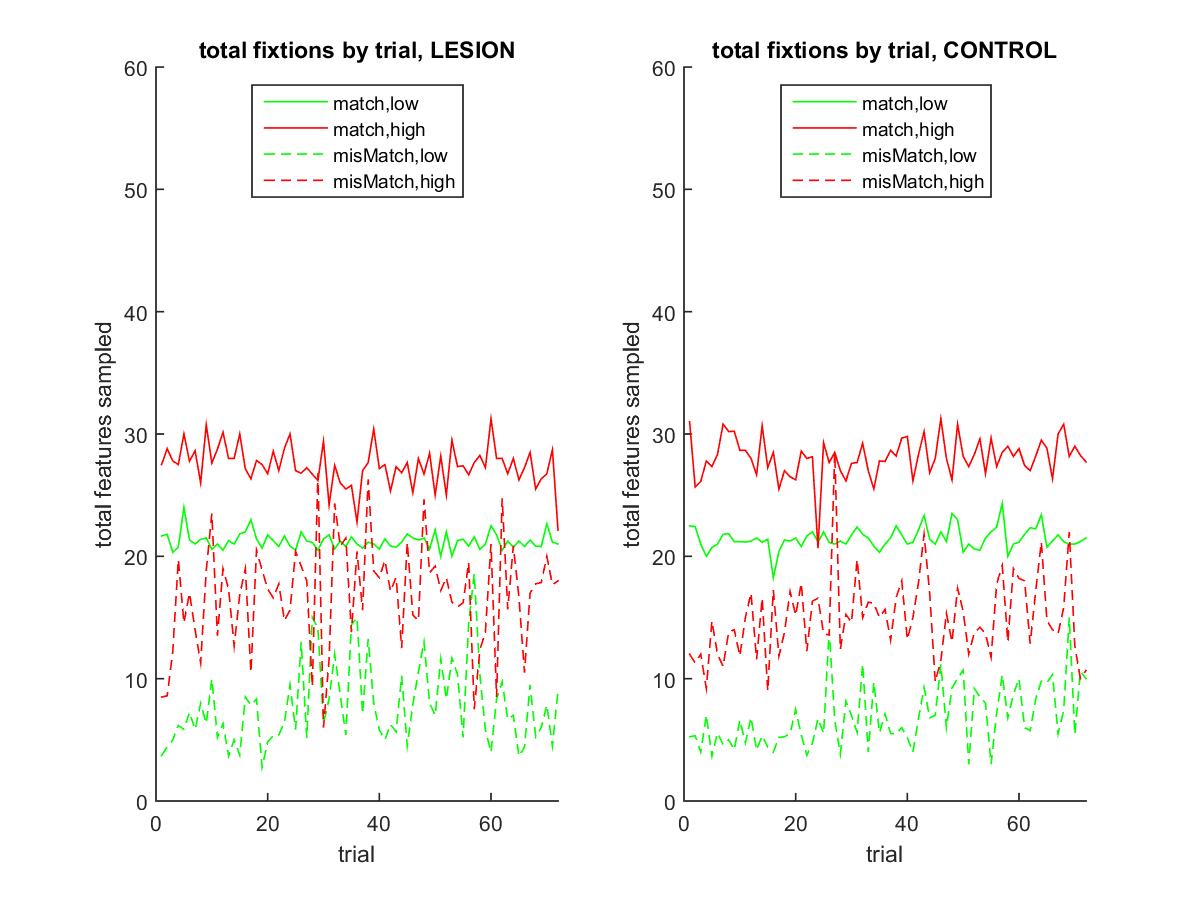 total fixtions by trial, LESION
match,low
match,high
misMatch,low
misMatch,high
60
50
40
30
20
10
0
total features sampled
0 20 40 60
trial
total fixtions by trial, CONTROL
match,low
match,high
misMatch,low
misMatch,high
60
50
40
30
20
10
0
total features sampled
0 20 40 60
trial